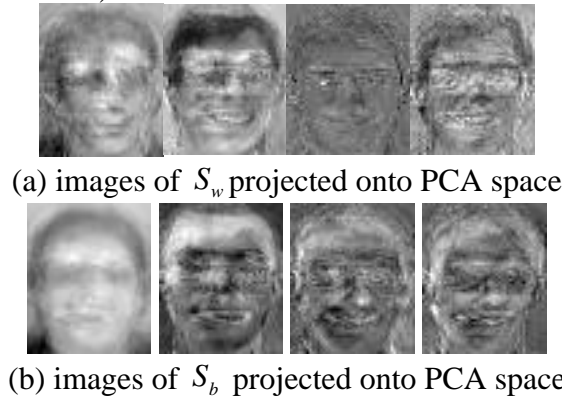 (a) images of S_w projected onto PCA space
(b) images of S_b projected onto PCA space